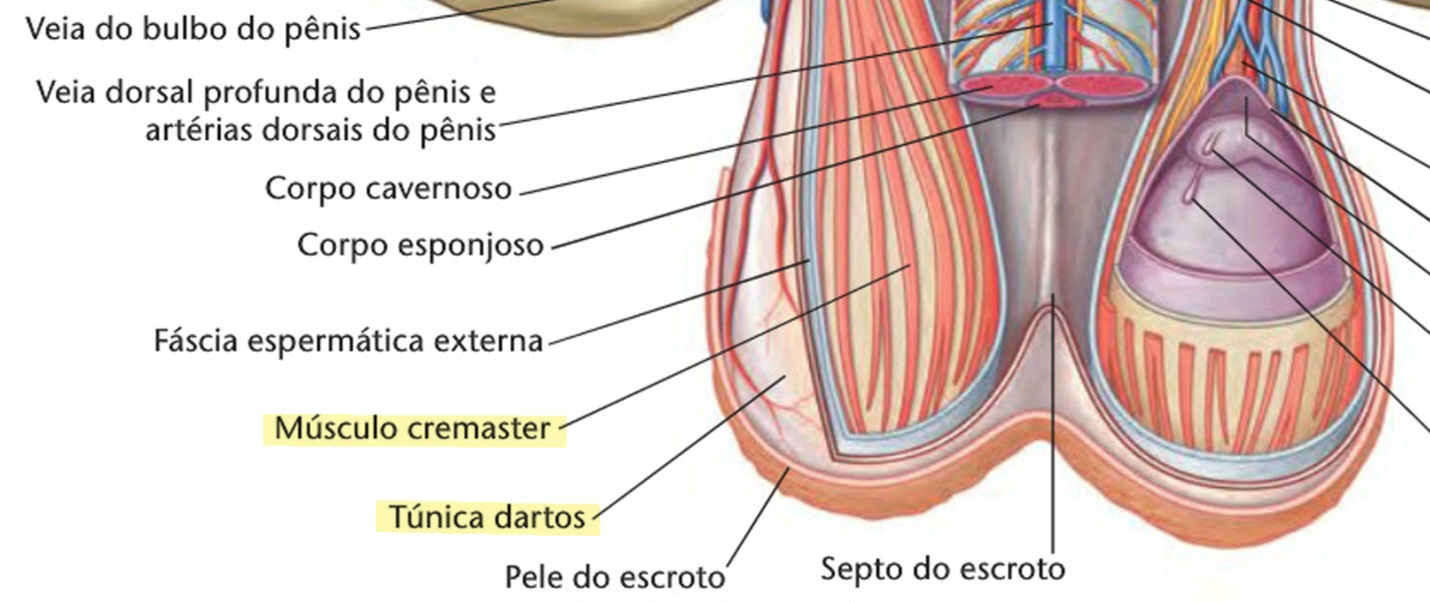 Veia do bulbo do pênis
Veia dorsal profunda do pênis e
artérias dorsais do pênis
Corpo cavernoso
Corpo esponjoso
Fáscia espermática externa
Músculo cremaster
Túnica dartos
Pele do escroto
Septo do escroto